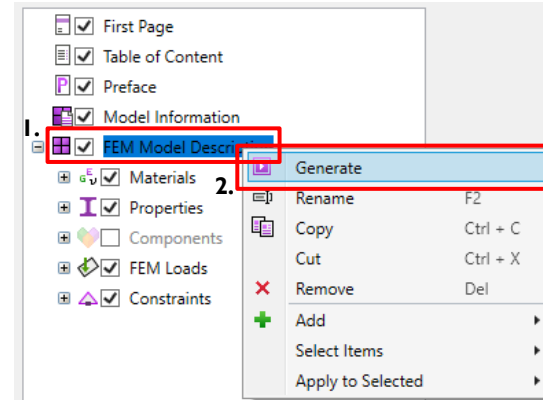 First Page
Table of Content
Preface
Model Information
1.
FEM Model Descripti
2.
Generate
Materials
Rename F2
Properties
Copy Ctrl + C
Components
Cut Ctrl + X
FEM Loads
Remove Del
Constraints
Add
Select Items
Apply to Selected